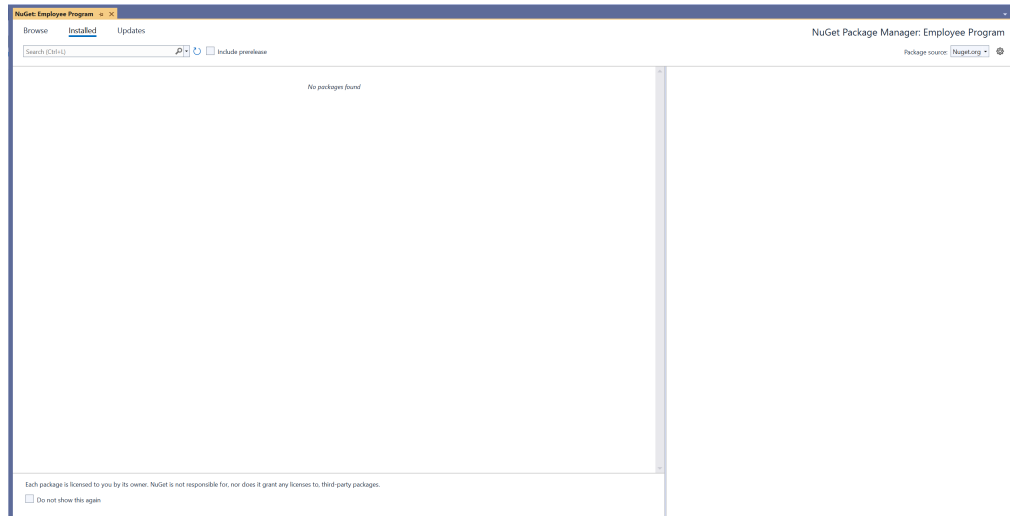 NuGet: Employee Program
Browse Installed Updates
NuGet Package Manager: Employee Program
Search (Ctrl+L)
Include prerelease
Package source: Nuget.org
No packages found
Each package is licensed to you by its owner. NuGet is not responsible for, nor does it grant any licenses to, third-party packages.
Do not show this again